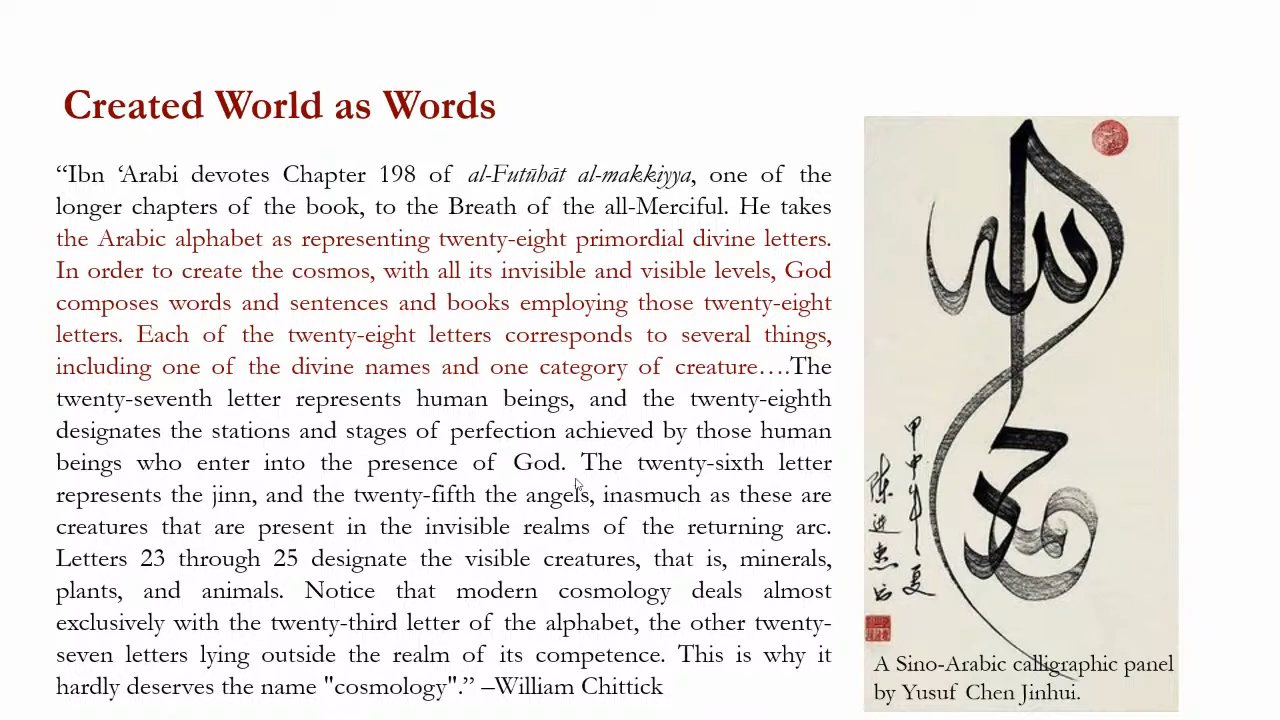 Created World as Words
“Ibn ‘Arabi devotes Chapter 198 of al-Futūhāt al-makkiyya, one of the
longer chapters of the book, to the Breath of the all-Merciful. He takes
the Arabic alphabet as representing twenty-eight primordial divine letters.
In order to create the cosmos, with all its invisible and visible levels, God
composes words and sentences and books employing those twenty-eight
letters. Each of the twenty-eight letters corresponds to several things,
including one of the divine names and one category of creature….The
twenty-seventh letter represents human beings, and the twenty-eighth
designates the stations and stages of perfection achieved by those human
beings who enter into the presence of God. The twenty-sixth letter
represents the jinn, and the twenty-fifth the angels, inasmuch as these are
creatures that are present in the invisible realms of the returning arc.
Letters 23 through 25 designate the visible creatures, that is, minerals,
plants, and animals. Notice that modern cosmology deals almost
exclusively with the twenty-third letter of the alphabet, the other twenty-
seven letters lying outside the realm of its competence. This is why it
hardly deserves the name "cosmology".” –William Chittick
甲申年夏
陈进惠
A Sino-Arabic calligraphic panel
by Yusuf Chen Jinhui.